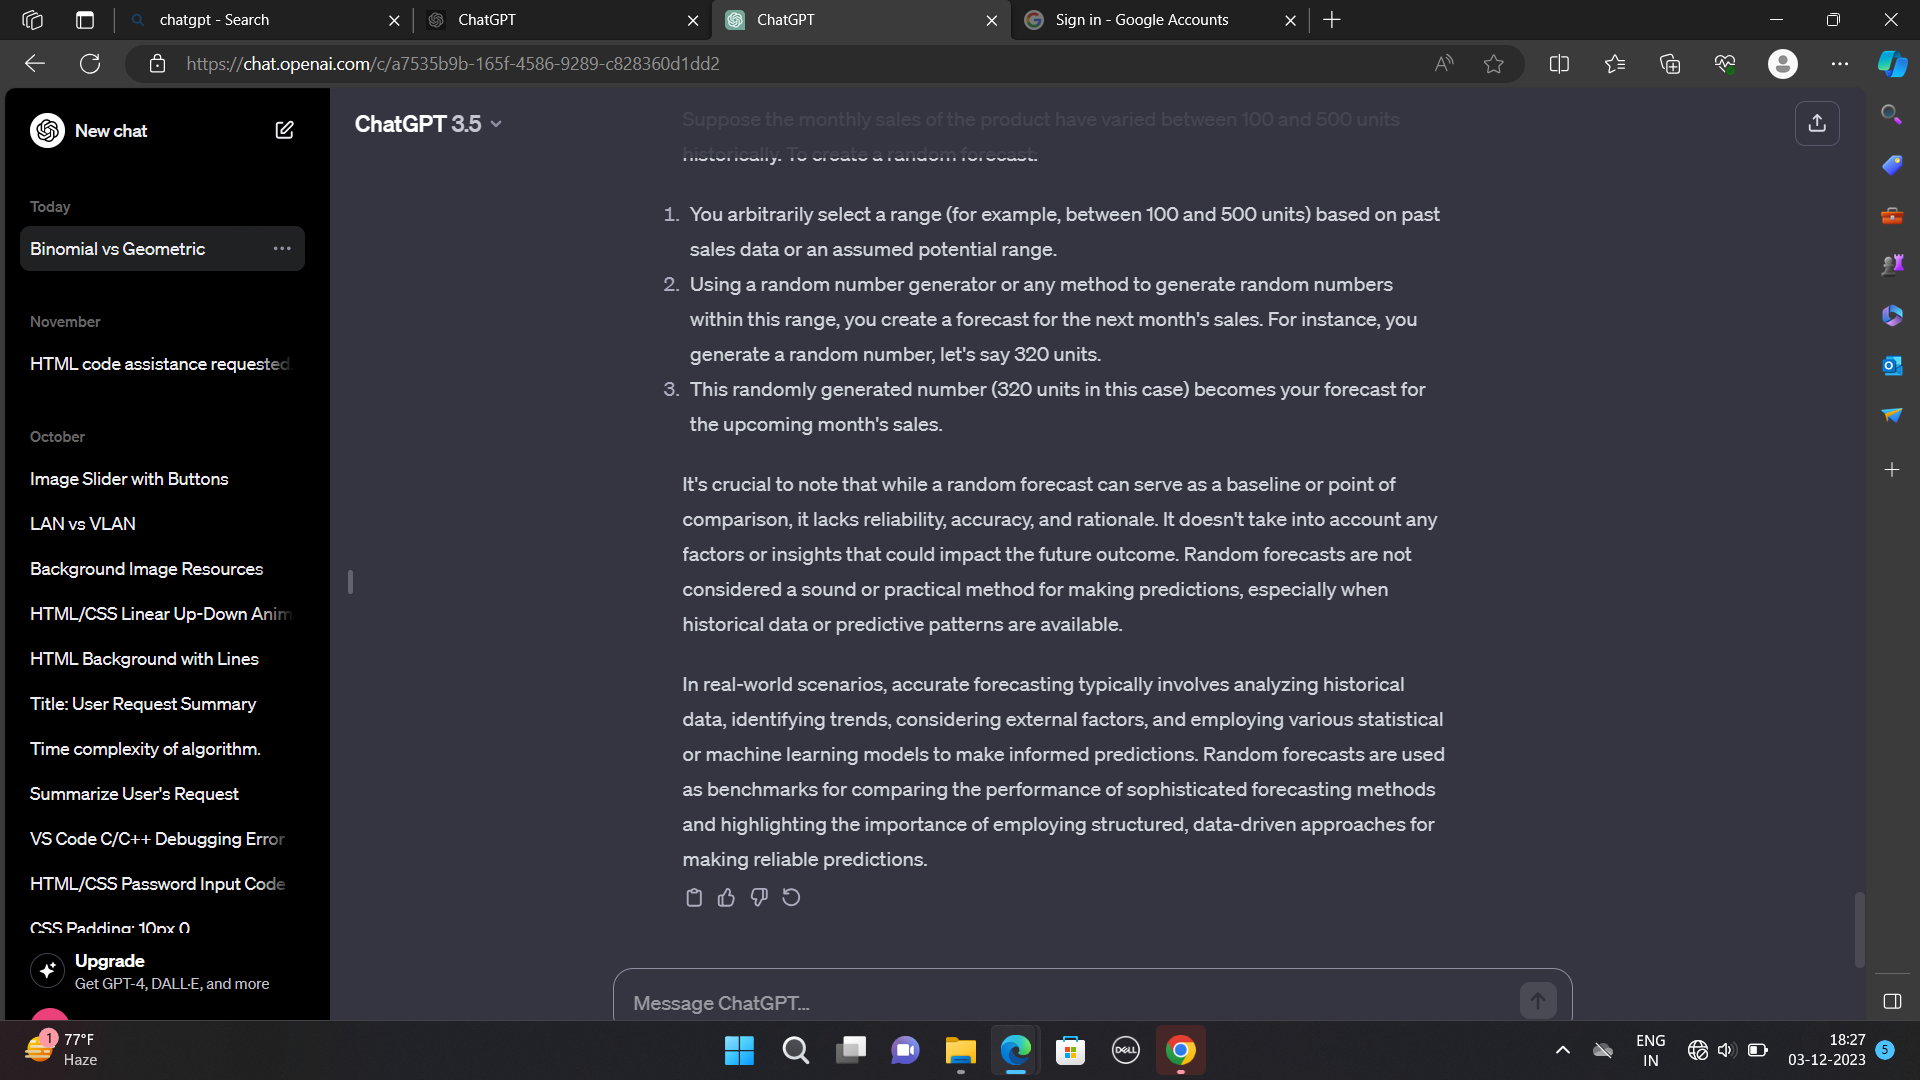 chatgpt - Search
ChatGPT
ChatGPT
Sign in - Google Accounts
https://chat.openai.com/c/a7535b9b-165f-4586-9289-c828360d1dd2
New chat
Today
Binomial vs Geometric
November
HTML code assistance requested.
October
Image Slider with Buttons
LAN vs VLAN
Background Image Resources
HTML/CSS Linear Up-Down Anim
HTML Background with Lines
Title: User Request Summary
Time complexity of algorithm.
Summarize User's Request
VS Code C/C++ Debugging Error
HTML/CSS Password Input Code
CSS Padding: 10px 0
Upgrade
Get GPT-4, DALL·E, and more
ChatGPT 3.5
Suppose the monthly sales of the product have varied between 100 and 500 units
historically. To create a random forecast:
1. You arbitrarily select a range (for example, between 100 and 500 units) based on past
sales data or an assumed potential range.
2. Using a random number generator or any method to generate random numbers
within this range, you create a forecast for the next month's sales. For instance, you
generate a random number, let's say 320 units.
3. This randomly generated number (320 units in this case) becomes your forecast for
the upcoming month's sales.
It's crucial to note that while a random forecast can serve as a baseline or point of
comparison, it lacks reliability, accuracy, and rationale. It doesn't take into account any
factors or insights that could impact the future outcome. Random forecasts are not
considered a sound or practical method for making predictions, especially when
historical data or predictive patterns are available.
In real-world scenarios, accurate forecasting typically involves analyzing historical
data, identifying trends, considering external factors, and employing various statistical
or machine learning models to make informed predictions. Random forecasts are used
as benchmarks for comparing the performance of sophisticated forecasting methods
and highlighting the importance of employing structured, data-driven approaches for
making reliable predictions.
Message ChatGPT...
1
77°F
Haze
DELL
ENG
IN
18:27
03-12-2023
5